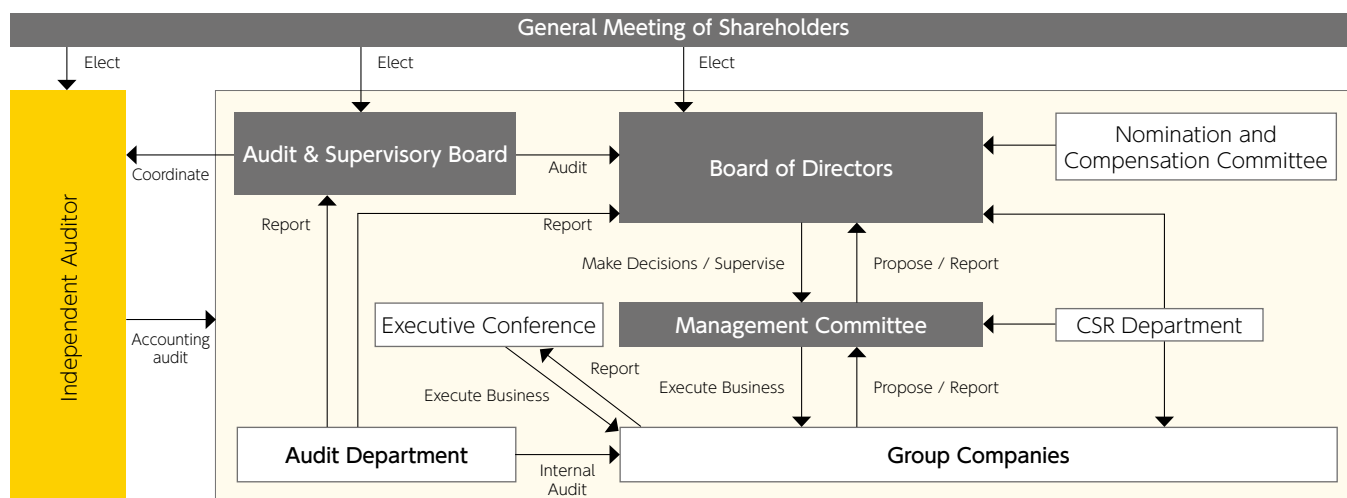 General Meeting of Shareholders
Elect
Elect
Elect
Independent Auditor
Audit & Supervisory Board
Board of Directors
Nomination and
Compensation Committee
Coordinate
Audit
Report
Report
Make Decisions / Supervise
Propose / Report
Accounting
audit
Executive Conference
Management Committee
CSR Department
Report
Execute Business
Execute Business
Propose / Report
Audit Department
Internal
Audit
Group Companies